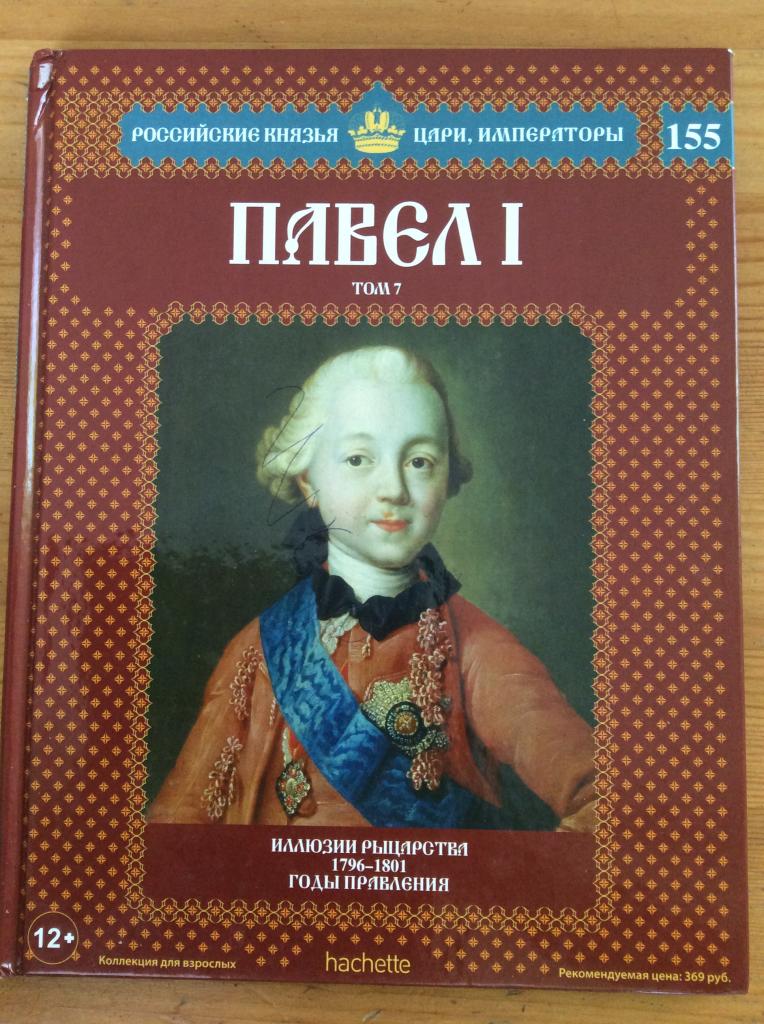 РОССИЙСКИЕ КНЯЗЬЯ ЦАРИ, ИМПЕРАТОРЫ 155
ПАВЕЛ I
ТОМ 7
ИЛЛЮЗИИ РЫЦАРСТВА
1796–1801
ГОДЫ ПРАВЛЕНИЯ
12+
Коллекция для взрослых
hachette
Рекомендуемая цена: 369 руб.